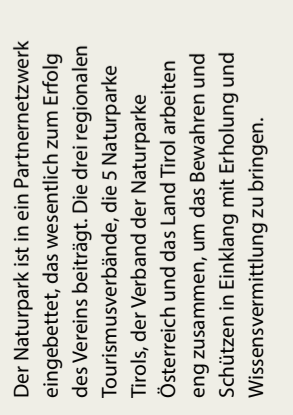 Der Naturpark ist in ein Partnernetzwerk
eingebettet, das wesentlich zum Erfolg
des Vereins beiträgt. Die drei regionalen
Tourismusverbände, die 5 Naturparke
Tirols, der Verband der Naturparke
Österreich und das Land Tirol arbeiten
eng zusammen, um das Bewahren und
Schützen in Einklang mit Erholung und
Wissensvermittlung zu bringen.